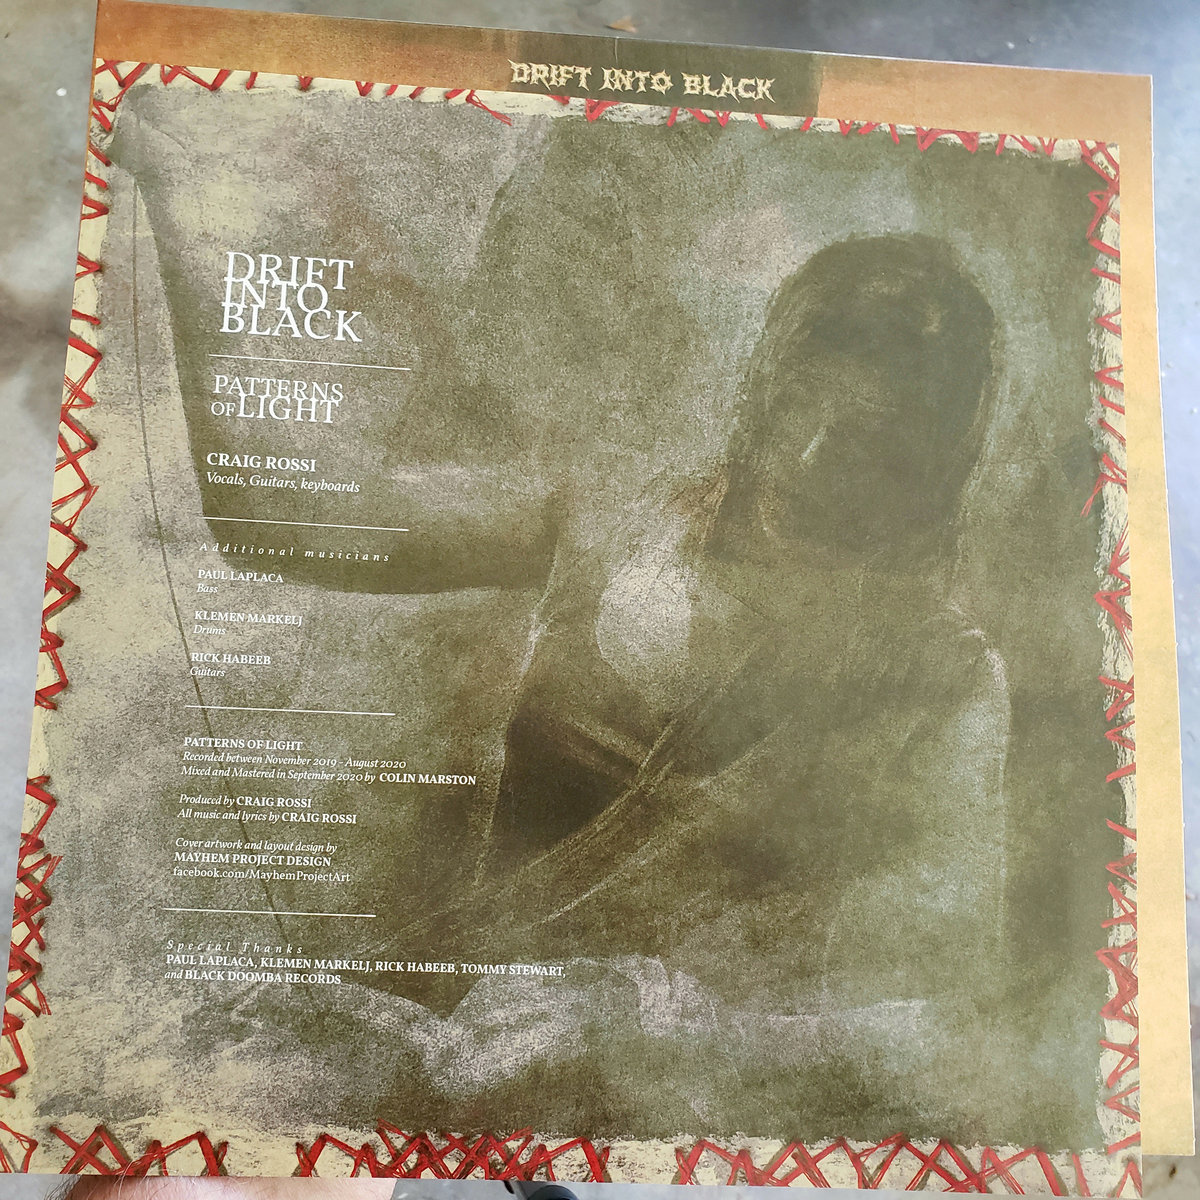 DRIFT INTO BLACK
DRIFT
INTO
BLACK
PATTERNS
OF LIGHT
CRAIG ROSSI
Vocals, Guitars, keyboards
Additional musicians
PAUL LAPLACA
Bass
KLEMEN MARKELJ
Drums
RICK HABEEB
Guitars
PATTERNS OF LIGHT
Recorded between November 2019 - August 2020
Mixed and Mastered in September 2020 by COLIN MARSTON
Produced by CRAIG ROSSI
All music and lyrics by CRAIG ROSSI
Cover artwork and layout design by
MAYHEM PROJECT DESIGN
facebook.com/MayhemProjectArt
Special Thanks
PAUL LAPLACA, KLEMEN MARKELJ, RICK HABEEB, TOMMY STEWART,
and BLACK DOOMBA RECORDS